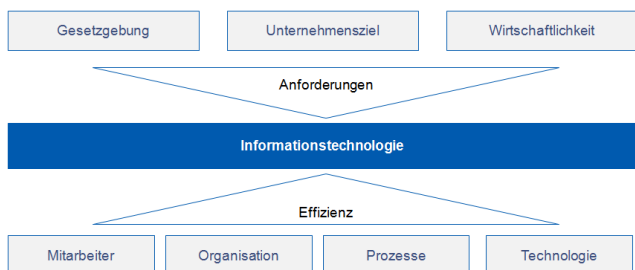 Gesetzgebung
Unternehmensziel
Wirtschaftlichkeit
Anforderungen
Informationstechnologie
Effizienz
Mitarbeiter
Organisation
Prozesse
Technologie